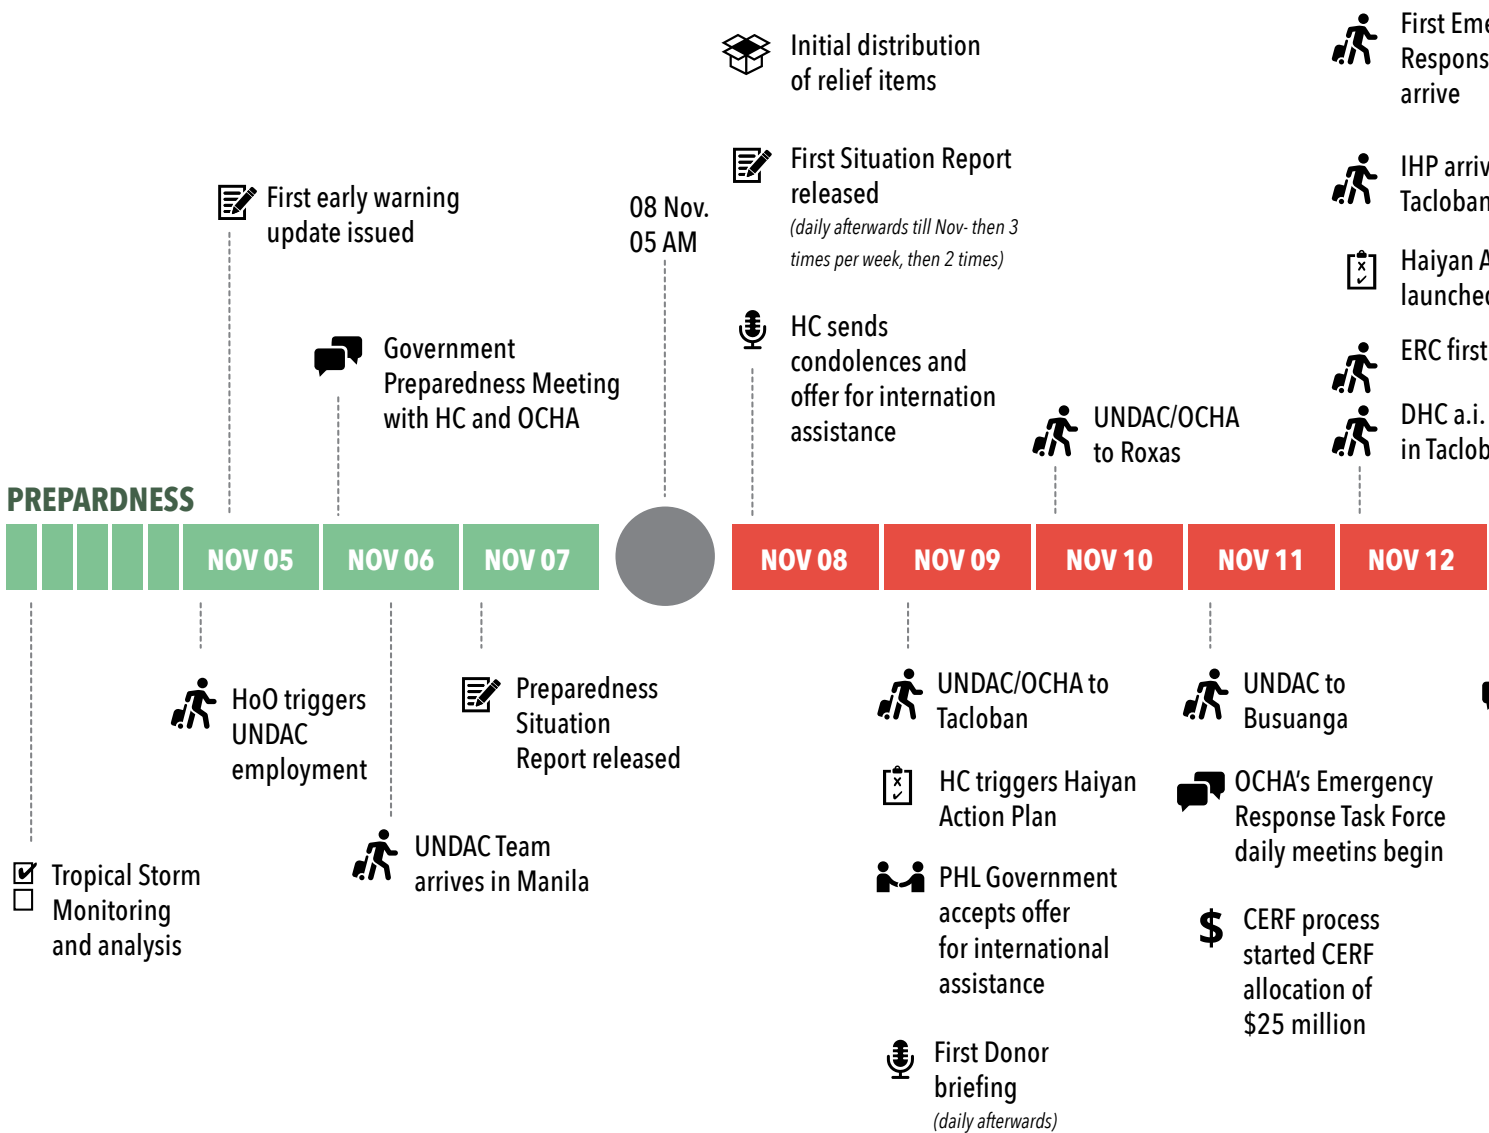 Initial distribution
of relief items
First Situation Report
released
(daily afterwards till Nov- then 3
times per week, then 2 times)
HC sends
condolences and
offer for internation
assistance
First early warning
update issued
08 Nov.
05 AM
Government
Preparedness Meeting
with HC and OCHA
UNDAC/OCHA
to Roxas
First
arrive
IHP
Haiyan
ERC first
DHC a.i.
in
PREPARDNESS
NOV 05
NOV 06
NOV 07
NOV 08
NOV 09
NOV 10
NOV 11
NOV 12
Tropical Storm
Monitoring
and analysis
HoO triggers
UNDAC
employment
UNDAC Team
arrives in Manila
Preparedness
Situation
Report released
UNDAC/OCHA to
Tacloban
HC triggers Haiyan
Action Plan
PHL Government
accepts offer
for international
assistance
First Donor
briefing
(daily afterwards)
UNDAC to
Busuanga
OCHA's Emergency
Response Task Force
daily meetins begin
$ CERF process
started CERF
allocation of
$25 million